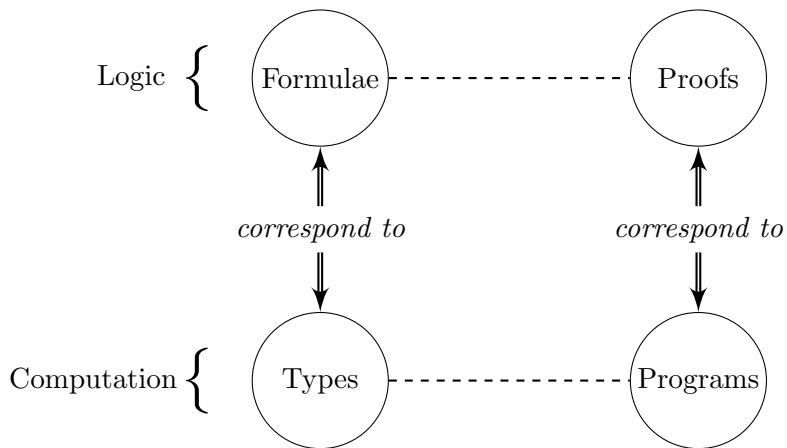 Logic
Formulae
Proofs
correspond to
correspond to
Computation
Types
Programs